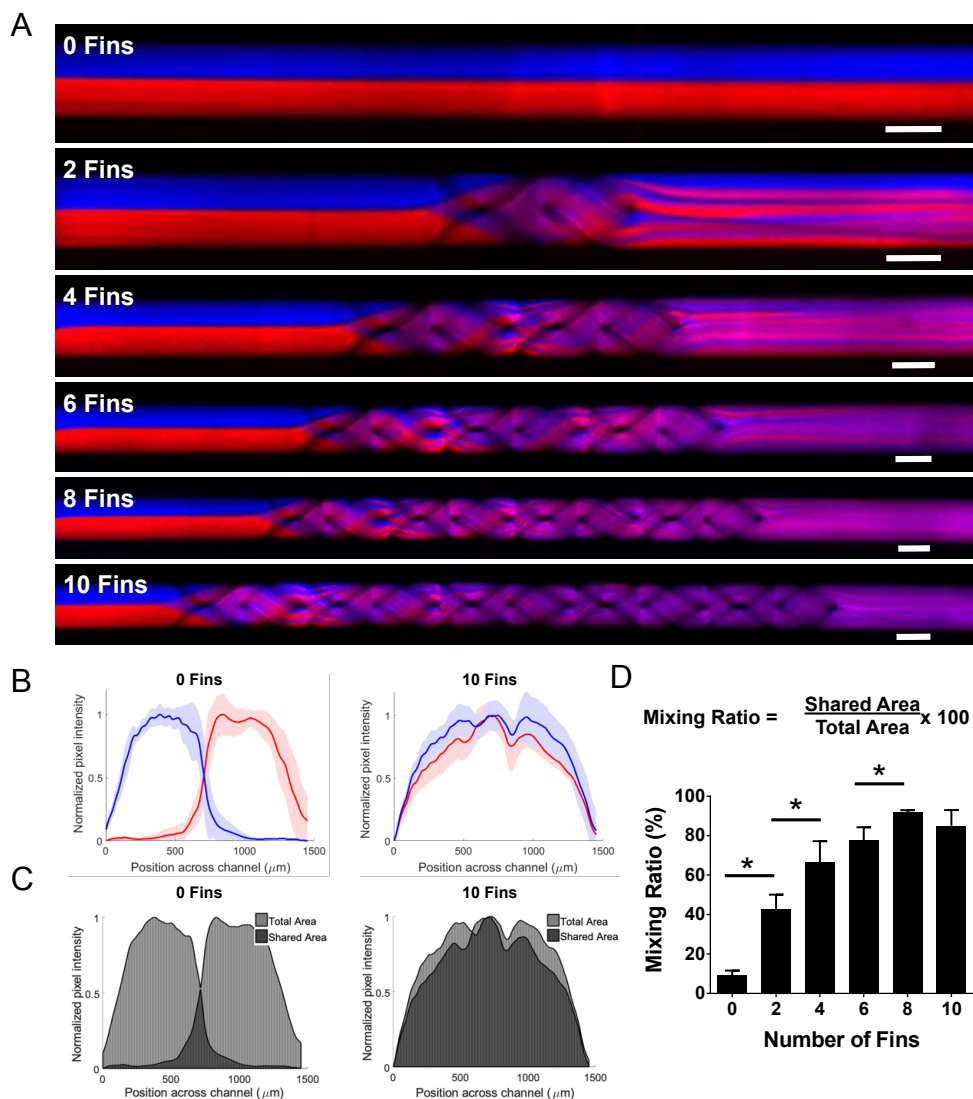 A
0 Fins
2 Fins
4 Fins
6 Fins
8 Fins
10 Fins
B
0 Fins
Normalized pixel intensity
1
0.5
0
0
500
1000
1500
Position across channel (μm)
10 Fins
Normalized pixel intensity
1
0.5
0
0
500
1000
1500
Position across channel (μm)
C
0 Fins
Total Area
Shared Area
Normalized pixel intensity
1
0.5
0
0
500
1000
1500
Position across channel (μm)
10 Fins
Total Area
Shared Area
Normalized pixel intensity
1
0.5
0
0
500
1000
1500
Position across channel (μm)
D
Mixing Ratio = Shared Area / Total Area x 100
Mixing Ratio (%)
100
80
60
40
20
0
*
*
*
0 2 4 6 8 10
Number of Fins